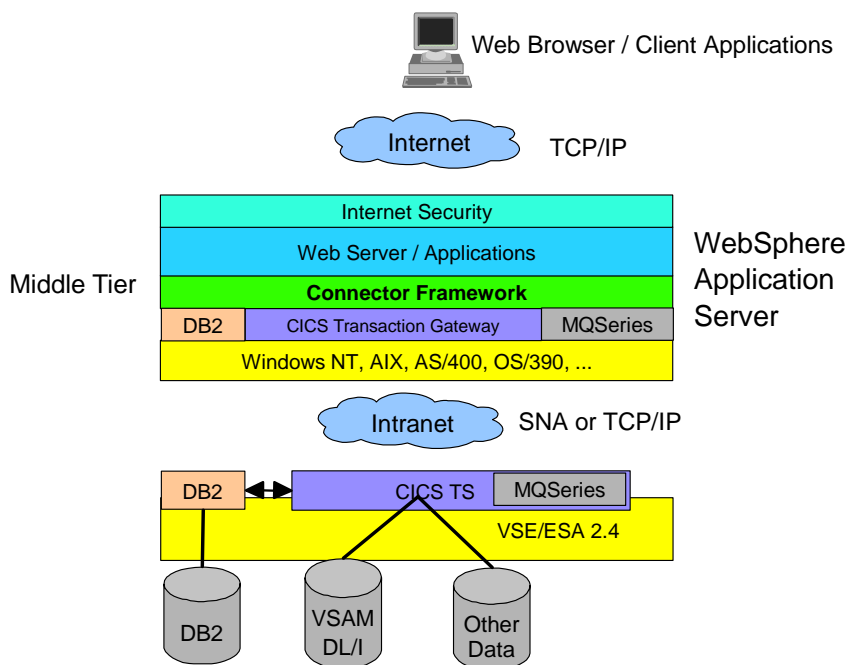 Web Browser / Client Applications
Internet
TCP/IP
Internet Security
Web Server / Applications
Connector Framework
DB2
CICS Transaction Gateway
MQSeries
Windows NT, AIX, AS/400, OS/390, ...
Middle Tier
WebSphere
Application
Server
Intranet
SNA or TCP/IP
DB2
CICS TS
MQSeries
VSE/ESA 2.4
DB2
VSAM
DL/I
Other
Data